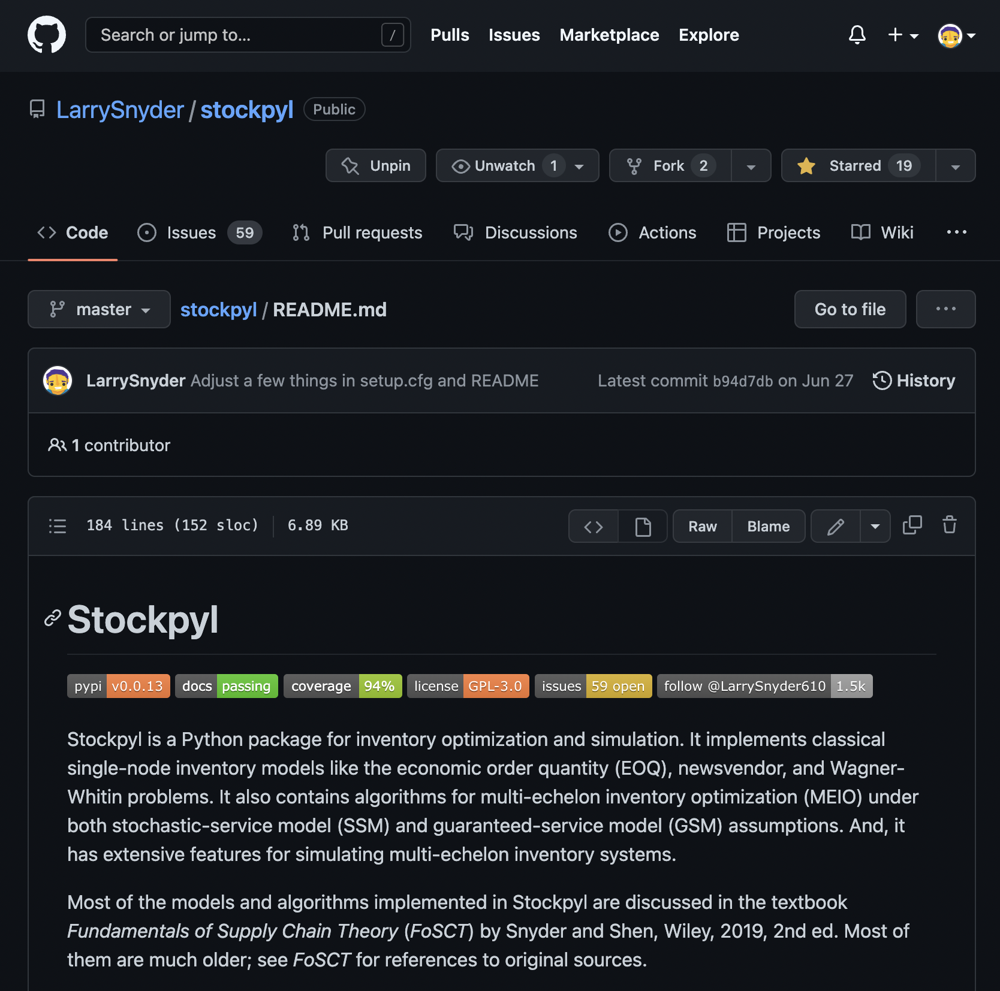 Search or jump to... /
Pulls Issues Marketplace Explore
LarrySnyder / stockpyl Public
Unpin Unwatch 1 Fork 2 Starred 19
Code Issues 59 Pull requests Discussions Actions Projects Wiki ...
master stockpyl / README.md Go to file ...
LarrySnyder Adjust a few things in setup.cfg and README Latest commit b94d7db on Jun 27 History
1 contributor
184 lines (152 sloc) 6.89 KB Raw Blame
Stockpyl
pypi v0.0.13 docs passing coverage 94% license GPL-3.0 issues 59 open follow @LarrySnyder610 1.5k
Stockpyl is a Python package for inventory optimization and simulation. It implements classical
single-node inventory models like the economic order quantity (EOQ), newsvendor, and Wagner-
Whitin problems. It also contains algorithms for multi-echelon inventory optimization (MEIO) under
both stochastic-service model (SSM) and guaranteed-service model (GSM) assumptions. And, it
has extensive features for simulating multi-echelon inventory systems.
Most of the models and algorithms implemented in Stockpyl are discussed in the textbook
Fundamentals of Supply Chain Theory (FoSCT) by Snyder and Shen, Wiley, 2019, 2nd ed. Most of
them are much older; see FoSCT for references to original sources.